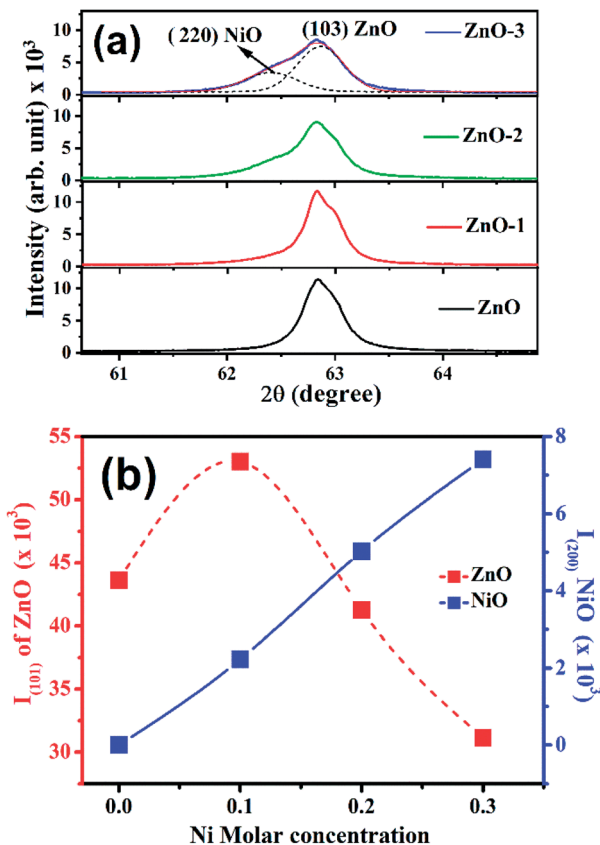 (a)
( 220) NiO
(103) ZnO
ZnO-3
ZnO-2
ZnO-1
ZnO
Intensity (arb. unit) × 10³
10
5
0
10
5
0
10
5
0
10
5
0
61
62
63
64
2θ (degree)
(b)
I(101) of ZnO (x 10³)
55
50
45
40
35
30
ZnO
NiO
I(200) NiO (x 10³)
8
6
4
2
0
0.0
0.1
0.2
0.3
Ni Molar concentration